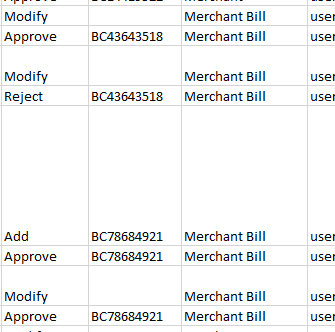 Modify Merchant Bill user
Approve BC43643518 Merchant Bill user
Modify Merchant Bill user
Reject BC43643518 Merchant Bill user
Add BC78684921 Merchant Bill user
Approve BC78684921 Merchant Bill user
Modify Merchant Bill user
Approve BC78684921 Merchant Bill user